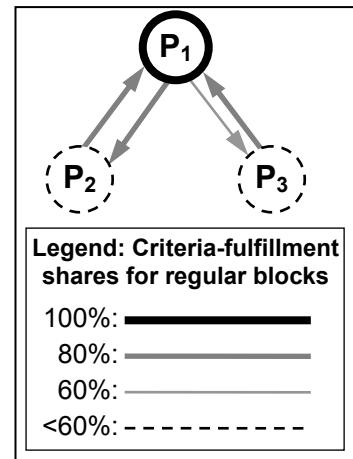 P₁
P₂ P₃
Legend: Criteria-fulfillment
shares for regular blocks
100%:
80%:
60%:
<60%: